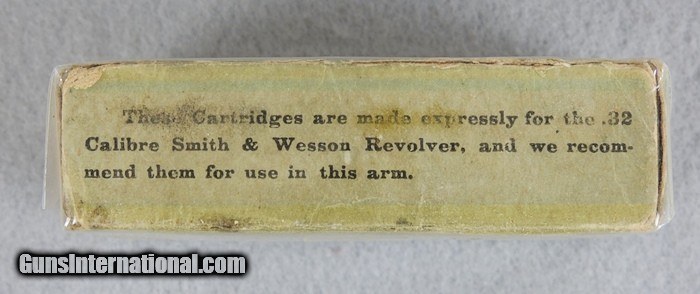 These Cartridges are made expressly for the .32
Calibre Smith & Wesson Revolver, and we recom-
mend them for use in this arm.
GunsInternational.com